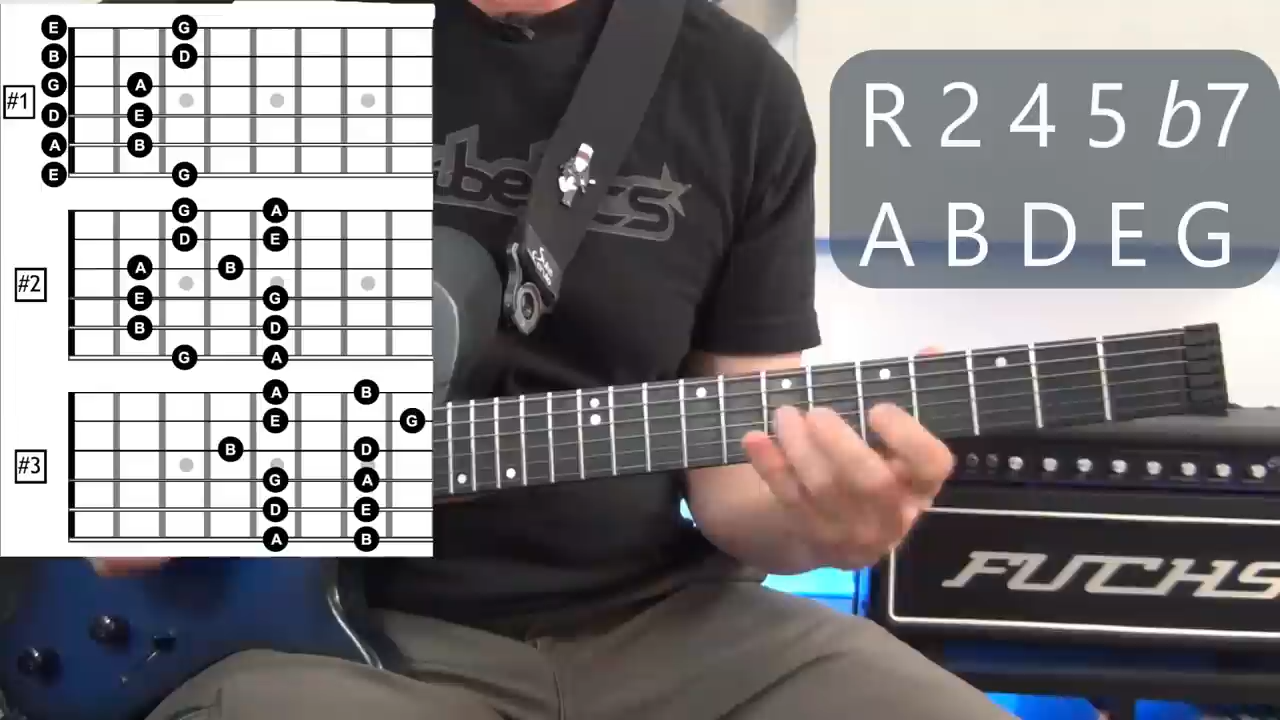 E G
B D
G A
#1
D E
A B
E G
G A
D E
A B
#2
E G
B D
G A
A B
E G
B D
#3
G A
D E
A B
R 2 4 5 b7
A B D E G
FUCHS